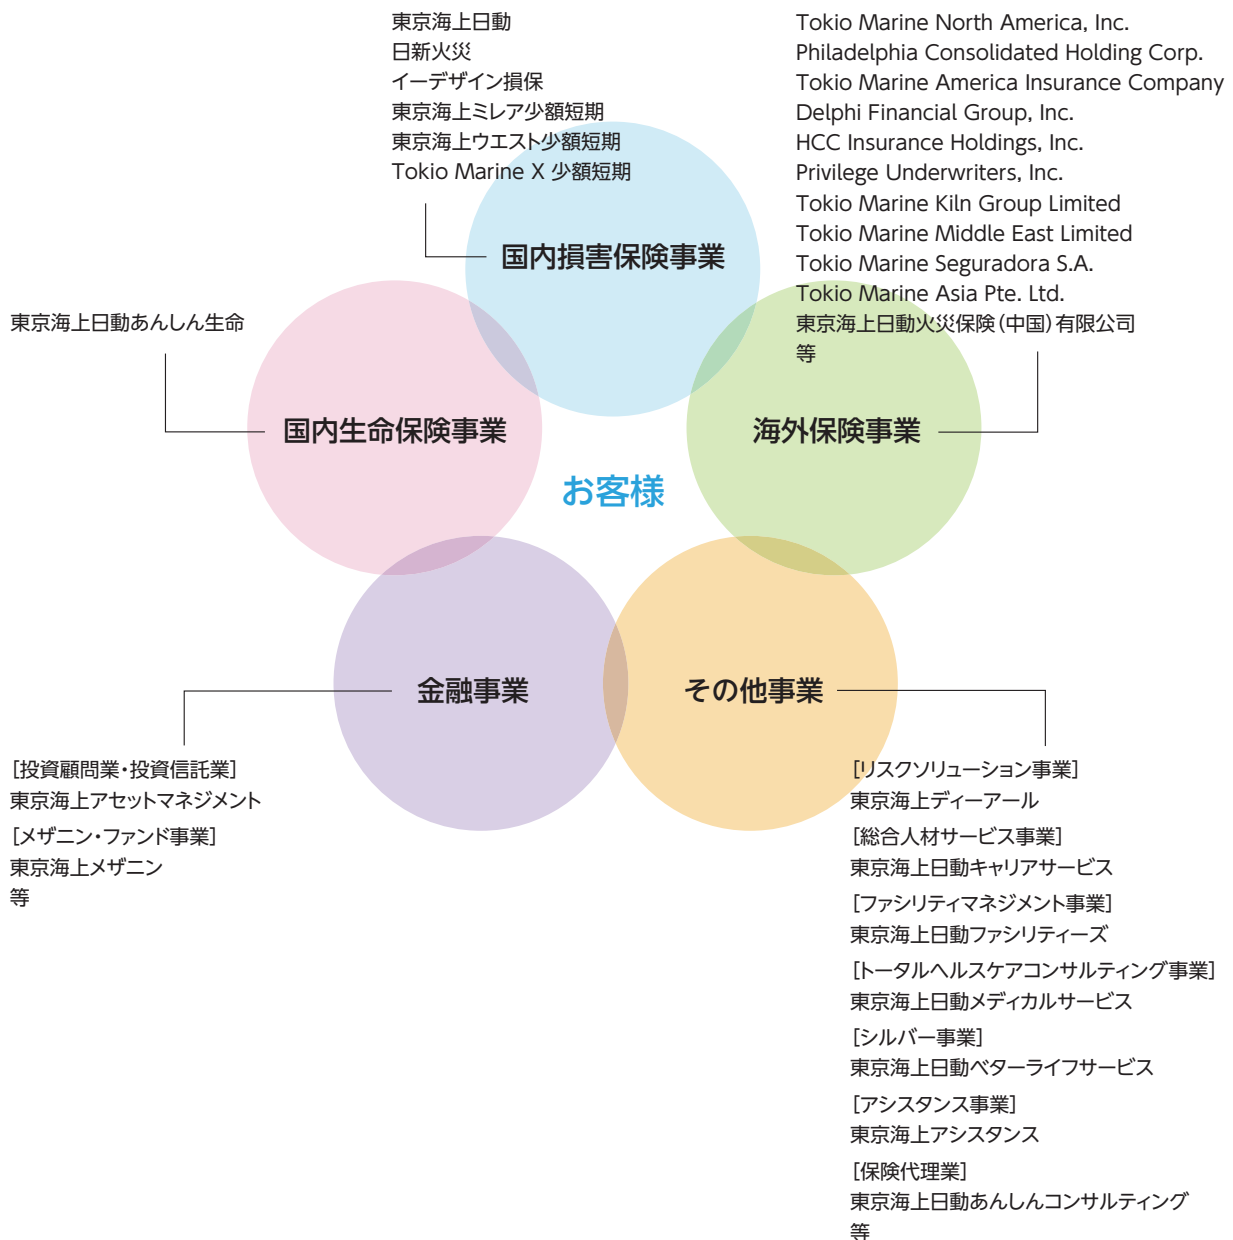 東京海上日動
日新火災
イーデザイン損保
東京海上ミレア少額短期
東京海上ウエスト少額短期
Tokio Marine X 少額短期
国内損害保険事業
Tokio Marine North America, Inc.
Philadelphia Consolidated Holding Corp.
Tokio Marine America Insurance Company
Delphi Financial Group, Inc.
HCC Insurance Holdings, Inc.
Privilege Underwriters, Inc.
Tokio Marine Kiln Group Limited
Tokio Marine Middle East Limited
Tokio Marine Seguradora S.A.
Tokio Marine Asia Pte. Ltd.
東京海上日動火災保険(中国)有限公司
等
海外保険事業
東京海上日動あんしん生命
国内生命保険事業
お客様
金融事業
[投資顧問業・投資信託業]
東京海上アセットマネジメント
[メザニン・ファンド事業]
東京海上メザニン
等
その他事業
[リスクソリューション事業]
東京海上ディーアール
[総合人材サービス事業]
東京海上日動キャリアサービス
[ファシリティマネジメント事業]
東京海上日動ファシリティーズ
[トータルヘルスケアコンサルティング事業]
東京海上日動メディカルサービス
[シルバー事業]
東京海上日動ベターライフサービス
[アシスタンス事業]
東京海上アシスタンス
[保険代理業]
東京海上日動あんしんコンサルティング
等